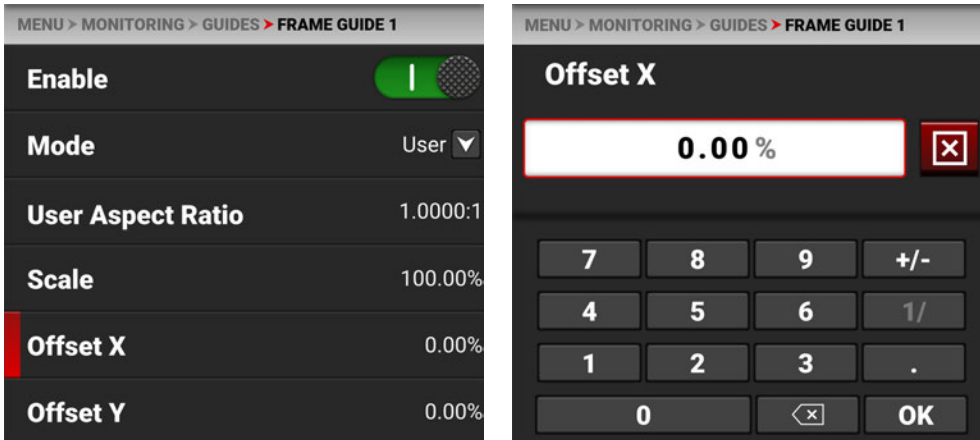 MENU > MONITORING > GUIDES > FRAME GUIDE 1
Enable
Mode User
User Aspect Ratio 1.0000:1
Scale 100.00%
Offset X 0.00%
Offset Y 0.00%
MENU > MONITORING > GUIDES > FRAME GUIDE 1
Offset X
0.00%
7 8 9 +/-
4 5 6 1/
1 2 3 .
0 OK